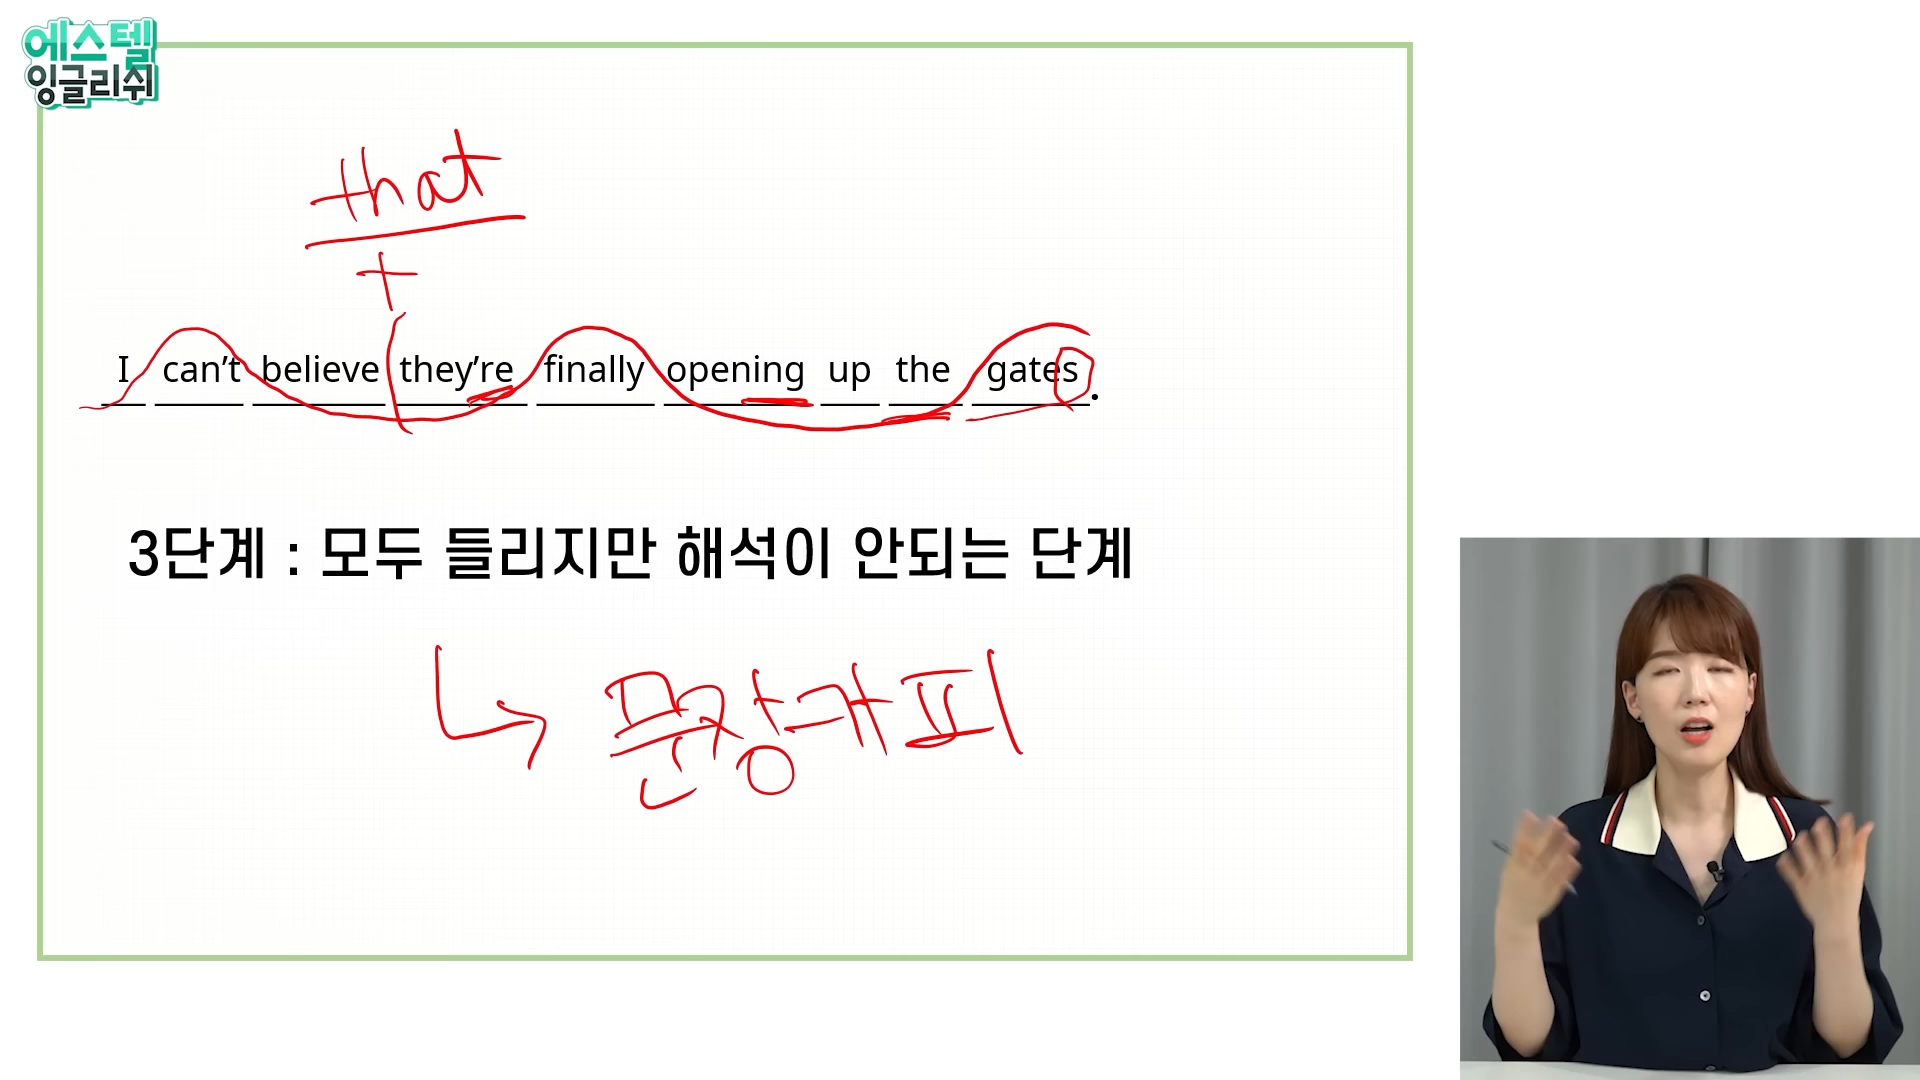 에스텔
잉글리쉬
that
+
I can't believe they're finally opening up the gates.
3단계 : 모두 들리지만 해석이 안되는 단계
문장카피